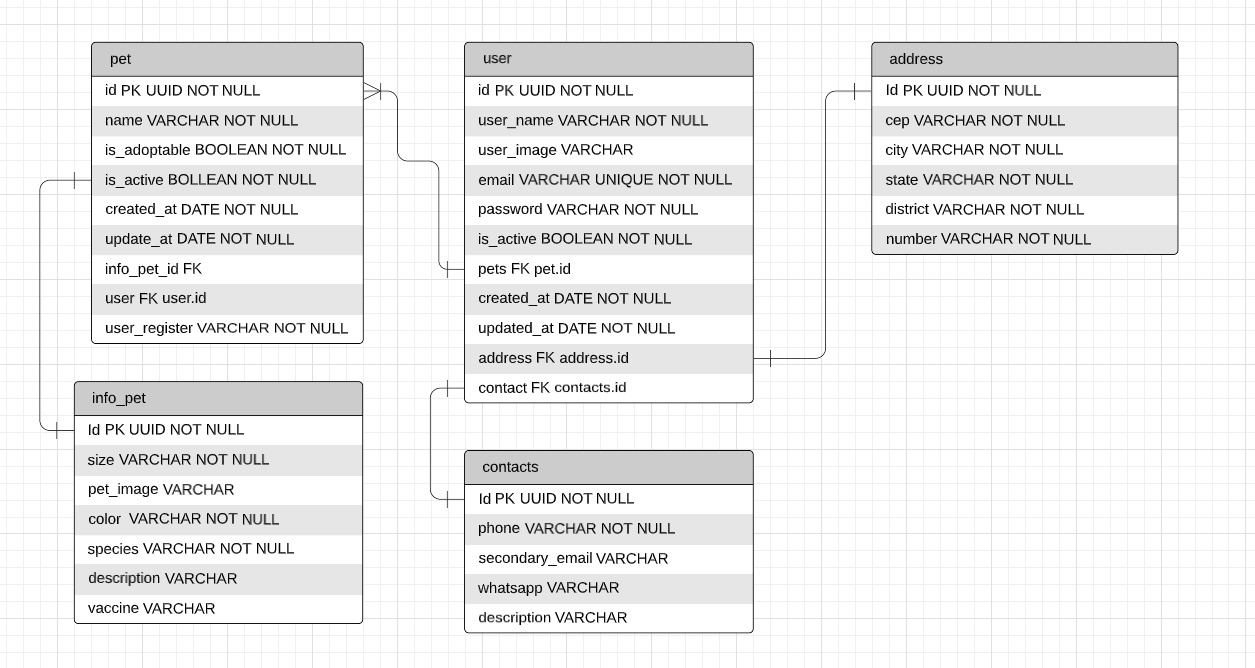 pet
id PK UUID NOT NULL
name VARCHAR NOT NULL
is_adoptable BOOLEAN NOT NULL
is_active BOLLEAN NOT NULL
created_at DATE NOT NULL
update_at DATE NOT NULL
info_pet_id FK
user FK user.id
user_register VARCHAR NOT NULL
info_pet
Id PK UUID NOT NULL
size VARCHAR NOT NULL
pet_image VARCHAR
color VARCHAR NOT NULL
species VARCHAR NOT NULL
description VARCHAR
vaccine VARCHAR
user
id PK UUID NOT NULL
user_name VARCHAR NOT NULL
user_image VARCHAR
email VARCHAR UNIQUE NOT NULL
password VARCHAR NOT NULL
is_active BOOLEAN NOT NULL
pets FK pet.id
created_at DATE NOT NULL
updated_at DATE NOT NULL
address FK address.id
contact FK contacts.id
contacts
Id PK UUID NOT NULL
phone VARCHAR NOT NULL
secondary_email VARCHAR
whatsapp VARCHAR
description VARCHAR
address
Id PK UUID NOT NULL
cep VARCHAR NOT NULL
city VARCHAR NOT NULL
state VARCHAR NOT NULL
district VARCHAR NOT NULL
number VARCHAR NOT NULL